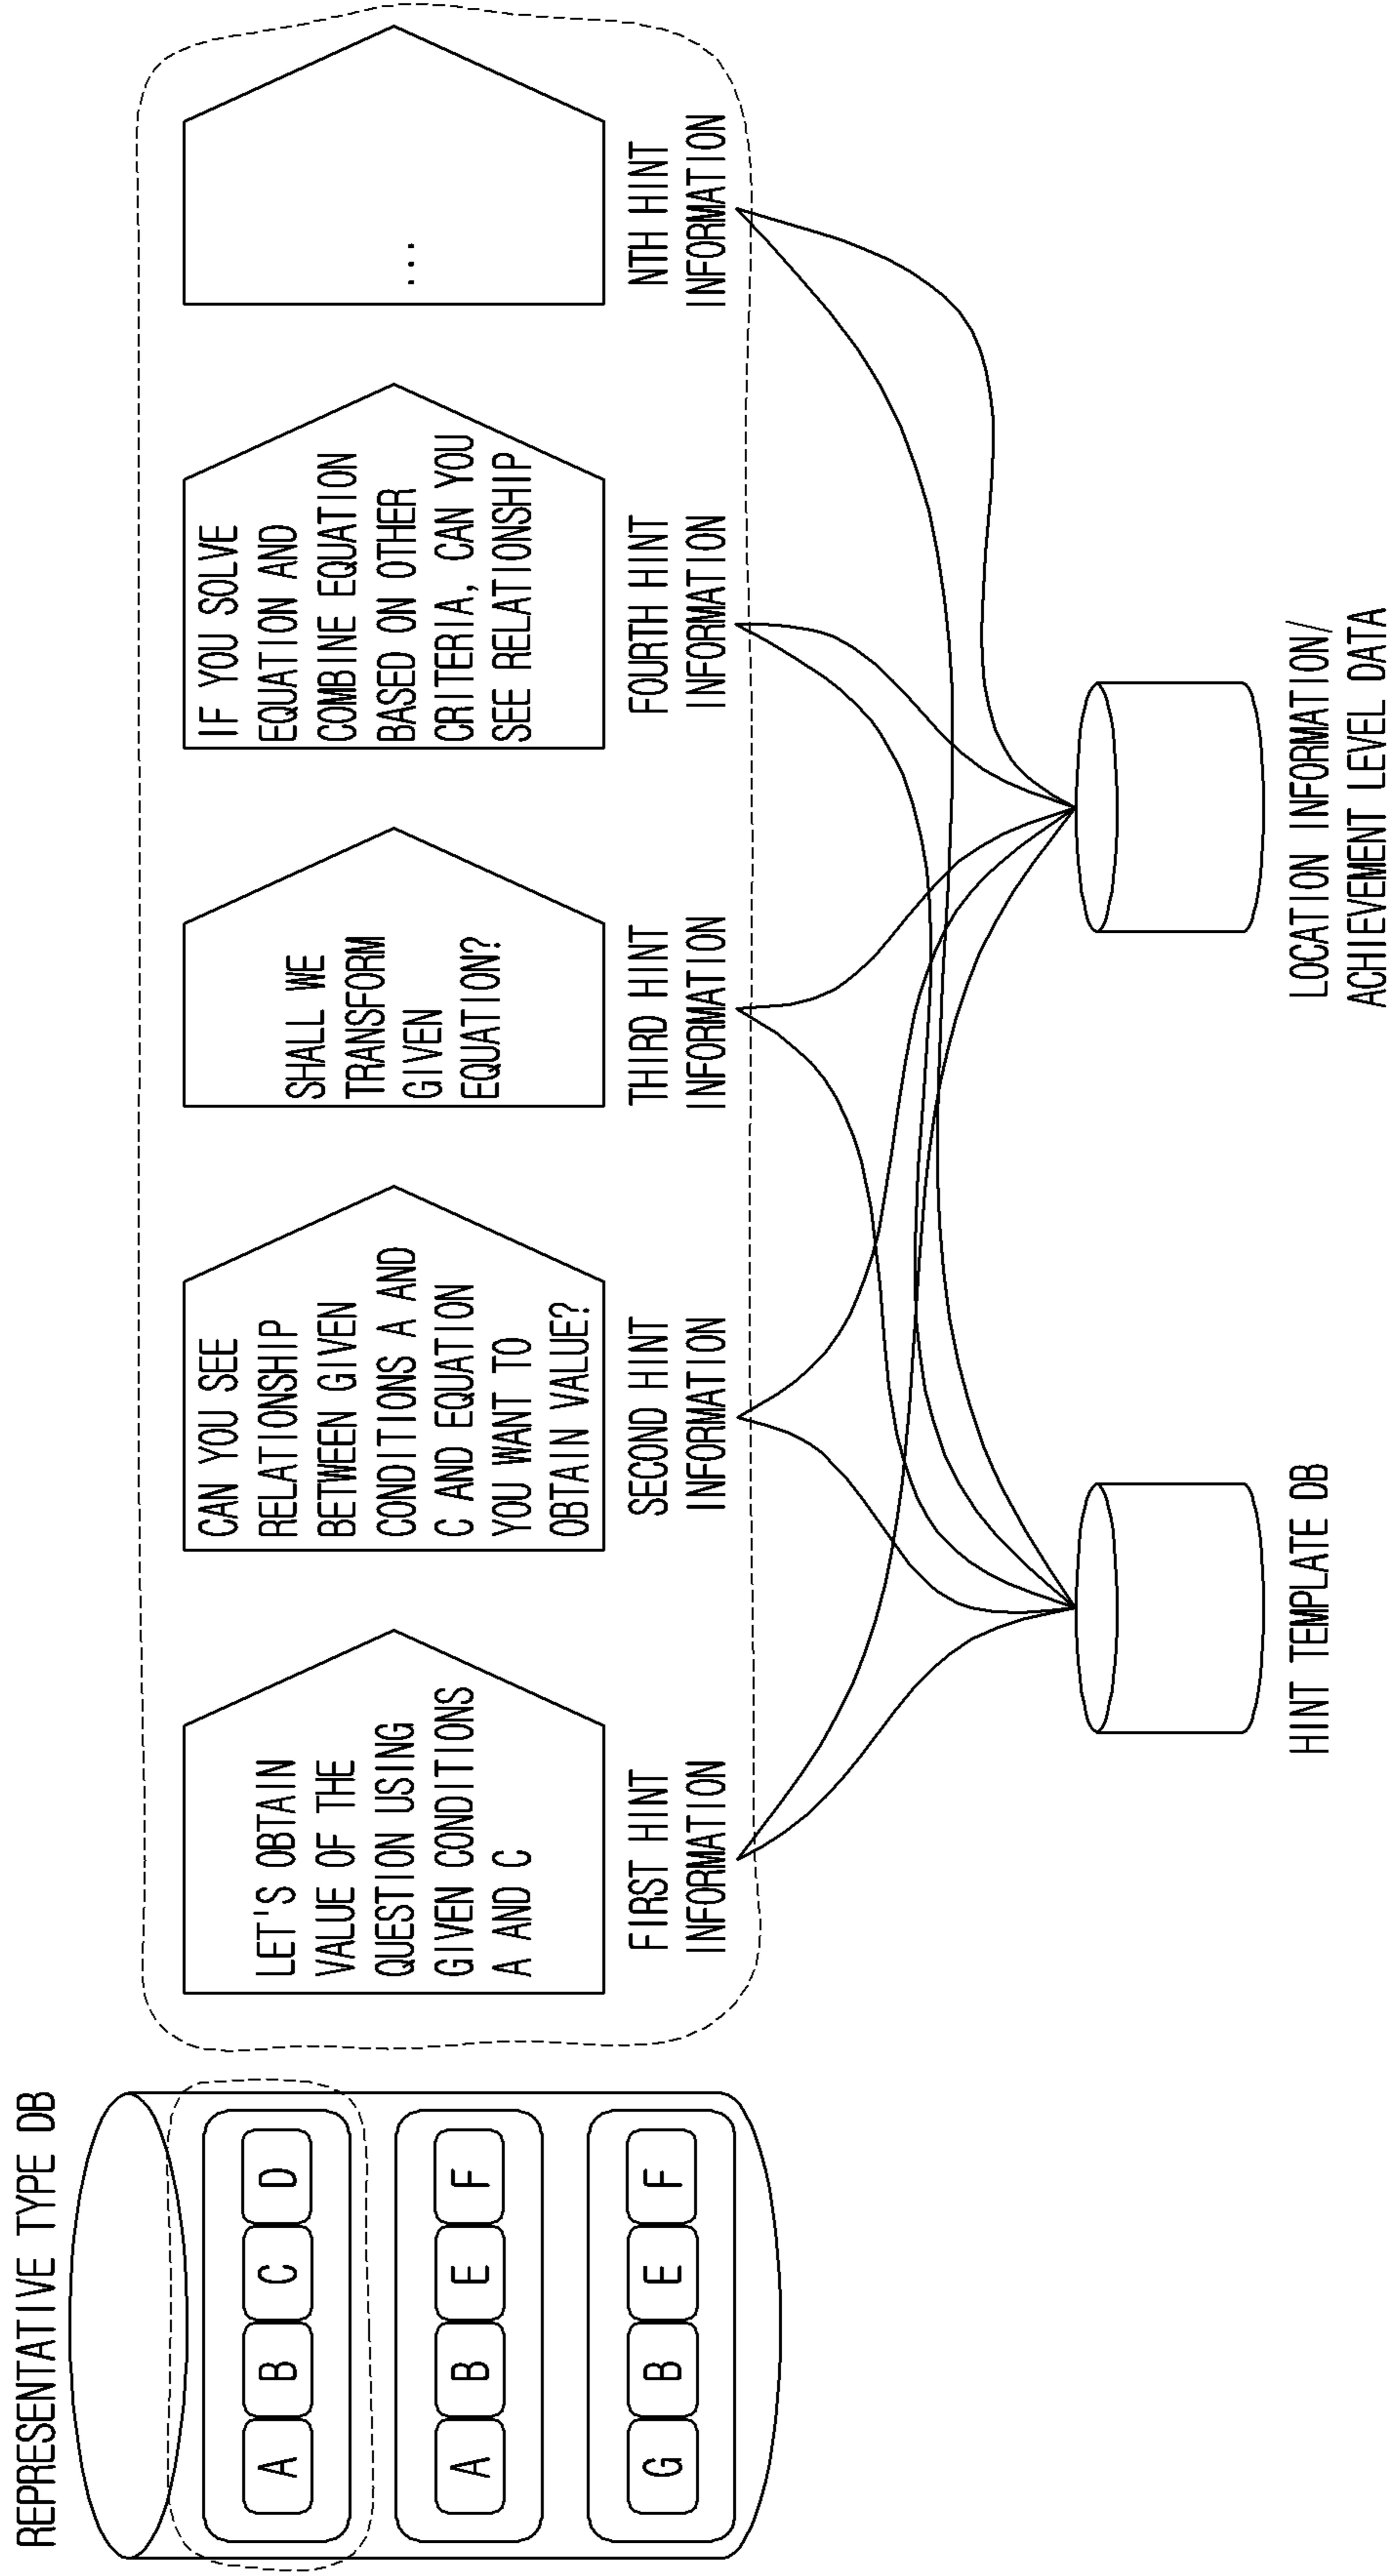 REPRESENTATIVE TYPE DB
A B C D
A B E F
G B E F
LET'S OBTAIN
VALUE OF THE
QUESTION USING
GIVEN CONDITIONS
A AND C
FIRST HINT
INFORMATION
CAN YOU SEE
RELATIONSHIP
BETWEEN GIVEN
CONDITIONS A AND
C AND EQUATION
YOU WANT TO
OBTAIN VALUE?
SECOND HINT
INFORMATION
SHALL WE
TRANSFORM
GIVEN
EQUATION?
THIRD HINT
INFORMATION
IF YOU SOLVE
EQUATION AND
COMBINE EQUATION
BASED ON OTHER
CRITERIA, CAN YOU
SEE RELATIONSHIP
FOURTH HINT
INFORMATION
...
NTH HINT
INFORMATION
HINT TEMPLATE DB
LOCATION INFORMATION/
ACHIEVEMENT LEVEL DATA